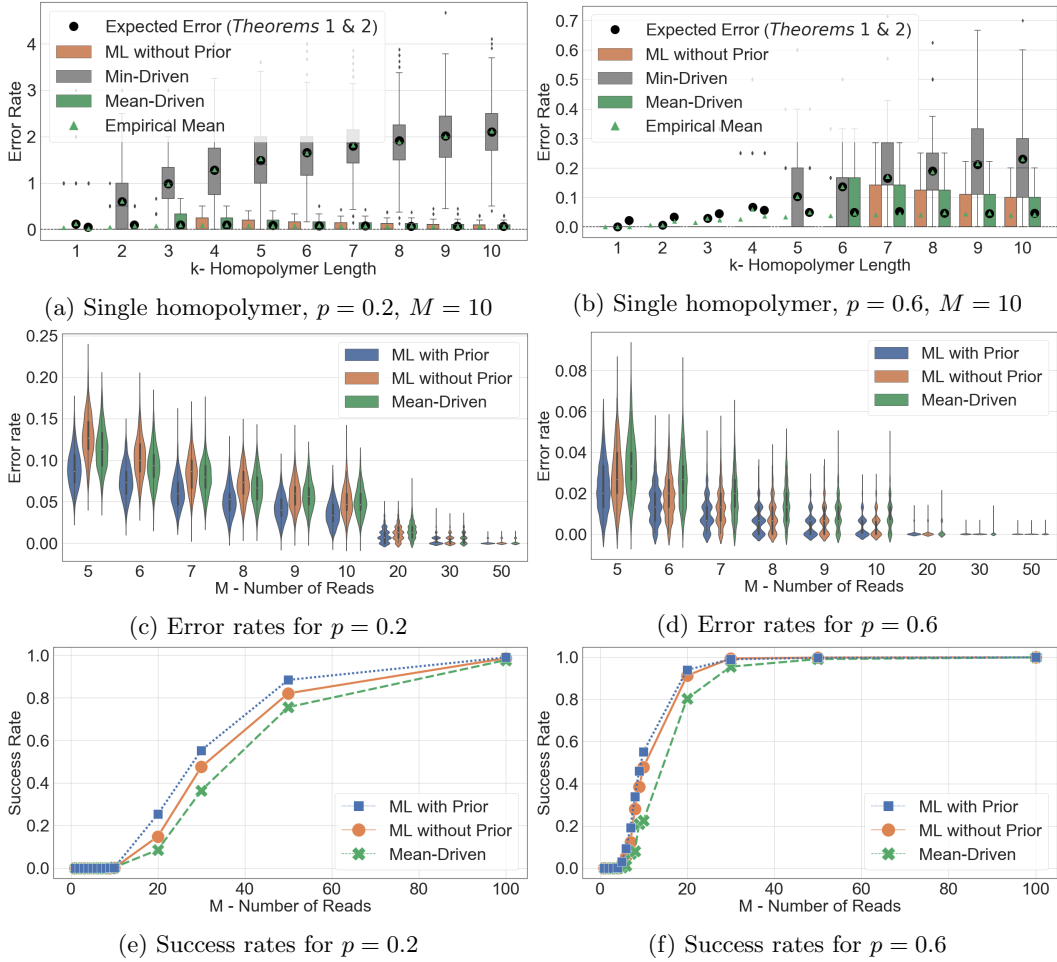 Error Rate
4
3
2
1
0
Expected Error (Theorems 1 & 2)
ML without Prior
Min-Driven
Mean-Driven
Empirical Mean
1 2 3 4 5 6 7 8 9 10
k- Homopolymer Length
(a) Single homopolymer, p = 0.2, M = 10
Error Rate
0.9
0.8
0.7
0.6
0.5
0.4
0.3
0.2
0.1
0.0
Expected Error (Theorems 1 & 2)
ML without Prior
Min-Driven
Mean-Driven
Empirical Mean
1 2 3 4 5 6 7 8 9 10
k- Homopolymer Length
(b) Single homopolymer, p = 0.6, M = 10
Error rate
0.25
0.20
0.15
0.10
0.05
0.00
ML with Prior
ML without Prior
Mean-Driven
5 6 7 8 9 10 20 30 50
M - Number of Reads
(c) Error rates for p = 0.2
Error rate
0.08
0.06
0.04
0.02
0.00
ML with Prior
ML without Prior
Mean-Driven
5 6 7 8 9 10 20 30 50
M - Number of Reads
(d) Error rates for p = 0.6
Success Rate
1.0
0.8
0.6
0.4
0.2
0.0
ML with Prior
ML without Prior
Mean-Driven
0 20 40 60 80 100
M - Number of Reads
(e) Success rates for p = 0.2
Success Rate
1.0
0.8
0.6
0.4
0.2
0.0
ML with Prior
ML without Prior
Mean-Driven
0 20 40 60 80 100
M - Number of Reads
(f) Success rates for p = 0.6